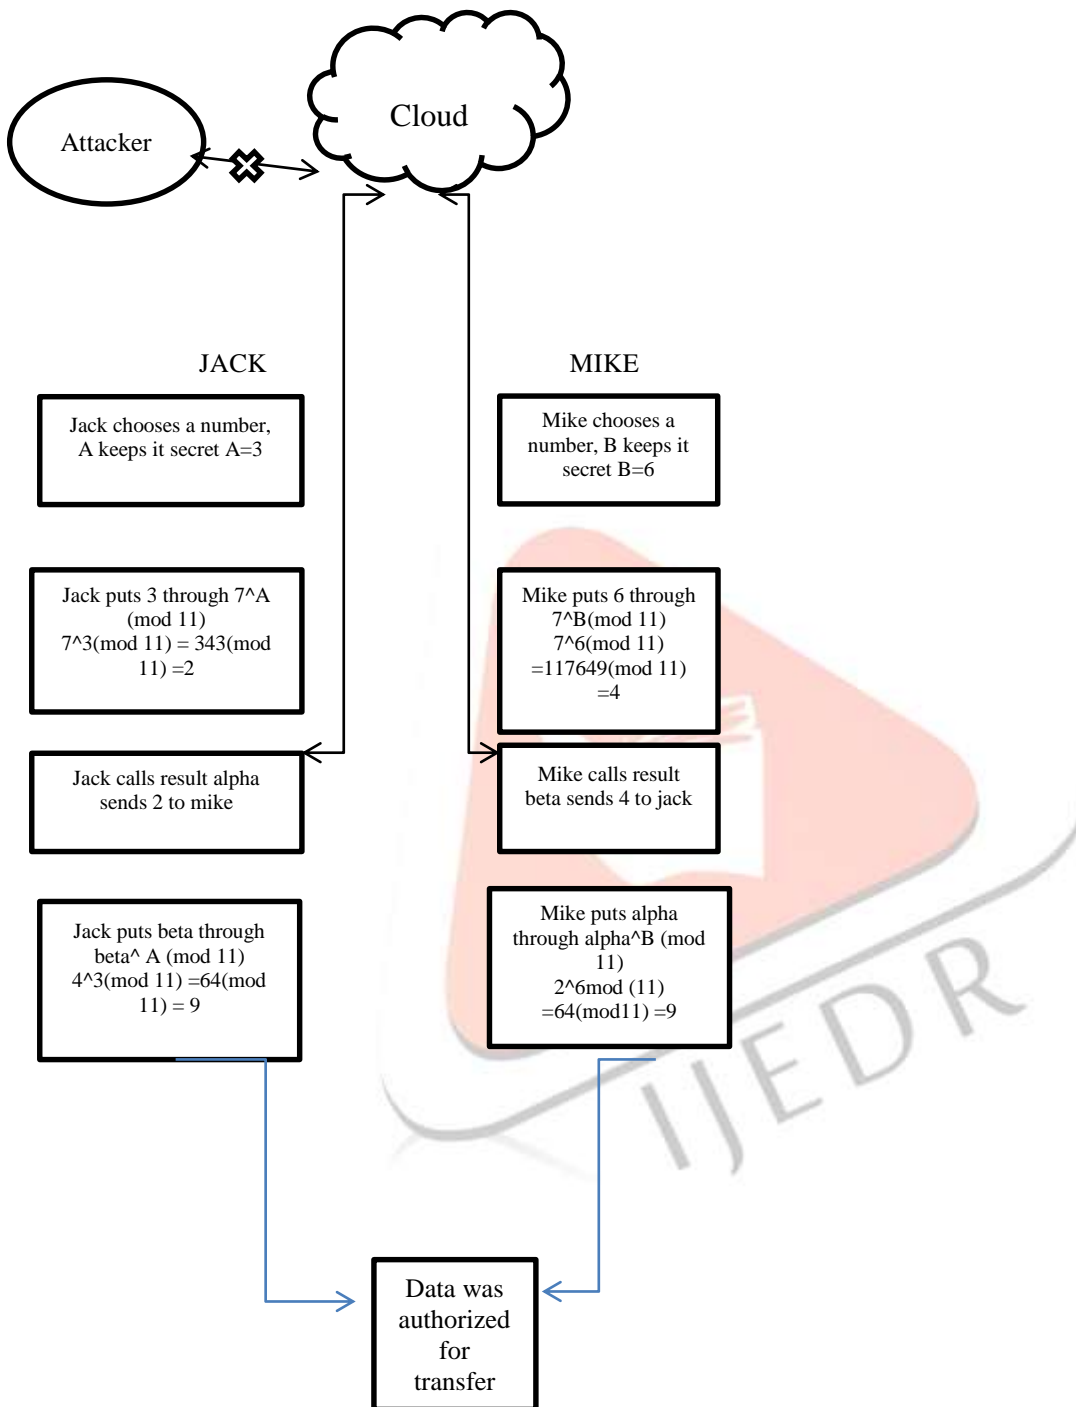 Cloud
Attacker
JACK
MIKE
Jack chooses a number,
A keeps it secret A=3
Mike chooses a
number, B keeps it
secret B=6
Jack puts 3 through 7^A
(mod 11)
7^3(mod 11) = 343(mod
11) =2
Mike puts 6 through
7^B(mod 11)
7^6(mod 11)
=117649(mod 11)
=4
Jack calls result alpha
sends 2 to mike
Mike calls result
beta sends 4 to jack
Jack puts beta through
beta^ A (mod 11)
4^3(mod 11) =64(mod
11) = 9
Mike puts alpha
through alpha^B (mod
11)
2^6mod (11)
=64(mod11) =9
IJEDR
Data was
authorized
for
transfer